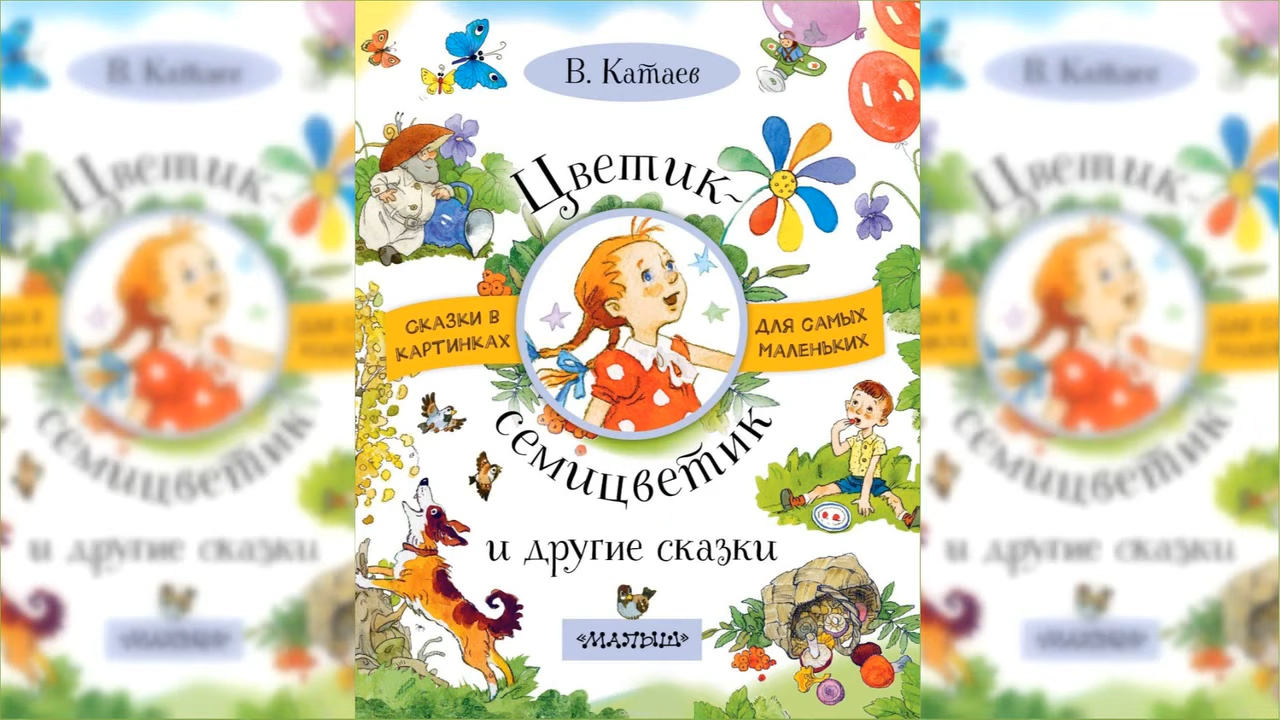 В. Катаев
Цветик-
семицветик
СКАЗКИ В
КАРТИНКАХ
ДЛЯ САМЫХ
МАЛЕНЬКИХ
и другие сказки
«МАЛЫШ»